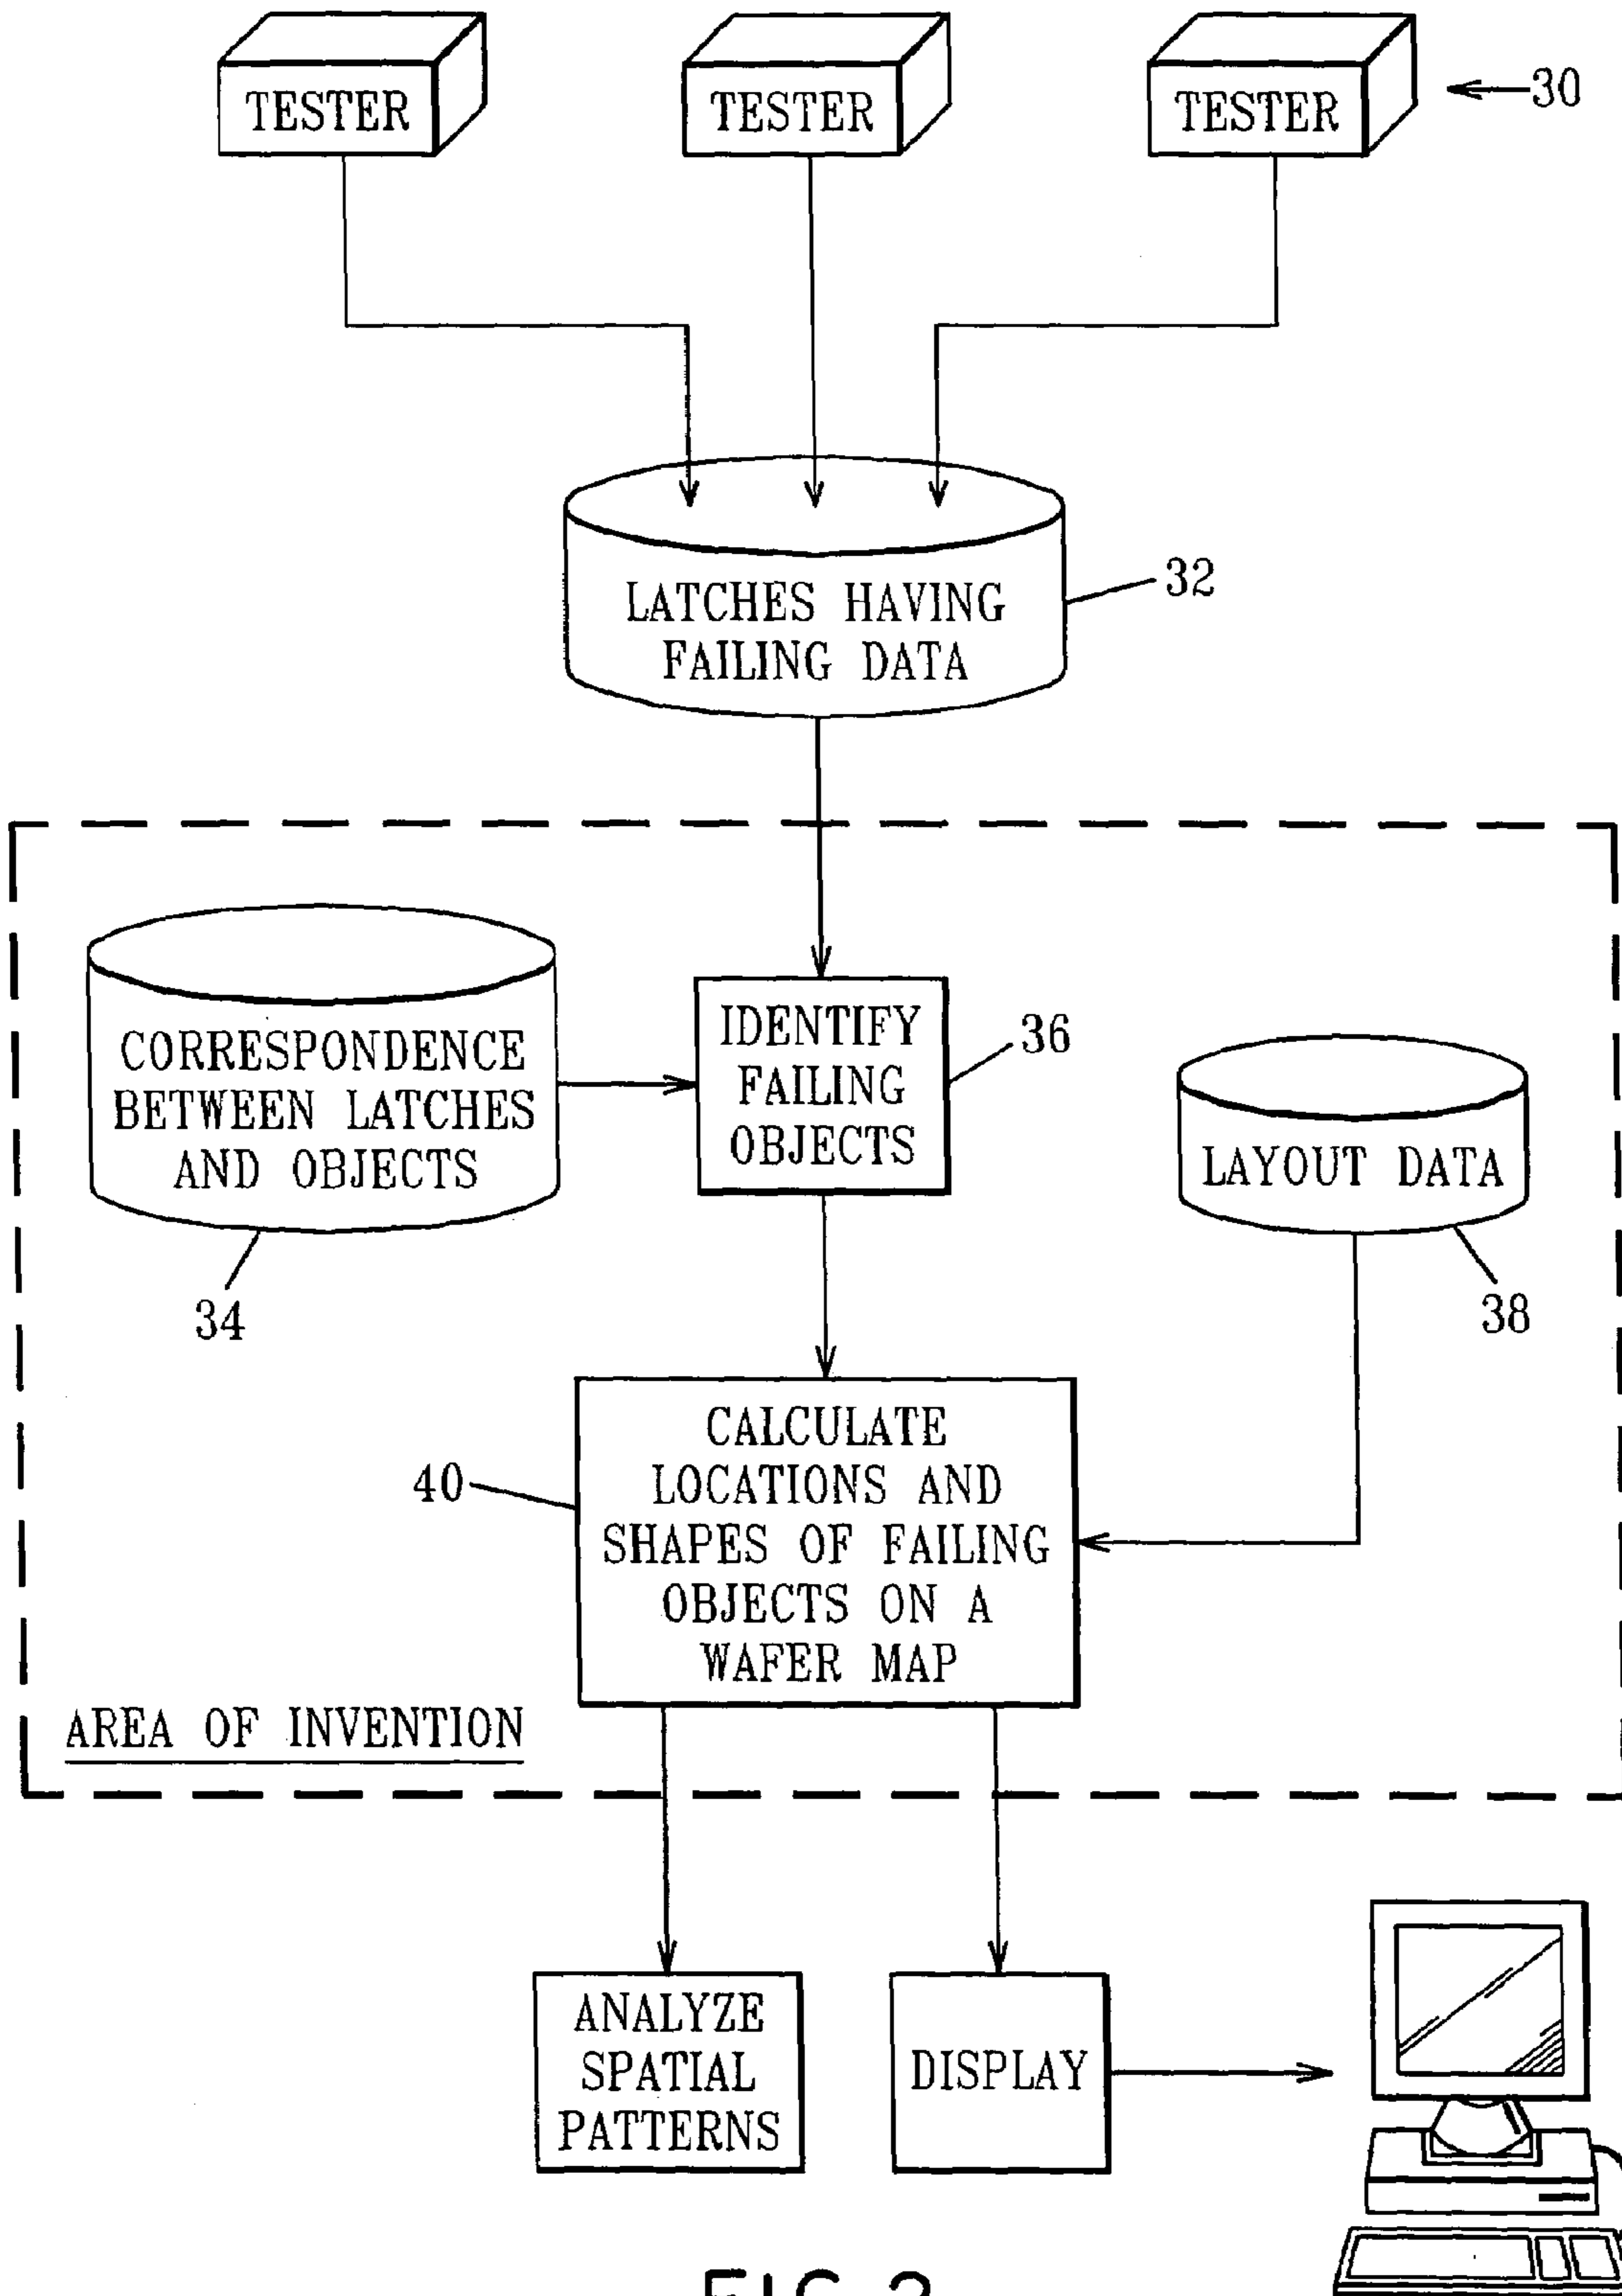 TESTER
TESTER
TESTER
30
LATCHES HAVING
FAILING DATA
32
CORRESPONDENCE
BETWEEN LATCHES
AND OBJECTS
34
IDENTIFY
FAILING
OBJECTS
36
LAYOUT DATA
38
CALCULATE
LOCATIONS AND
SHAPES OF FAILING
OBJECTS ON A
WAFER MAP
40
AREA OF INVENTION
ANALYZE
SPATIAL
PATTERNS
DISPLAY